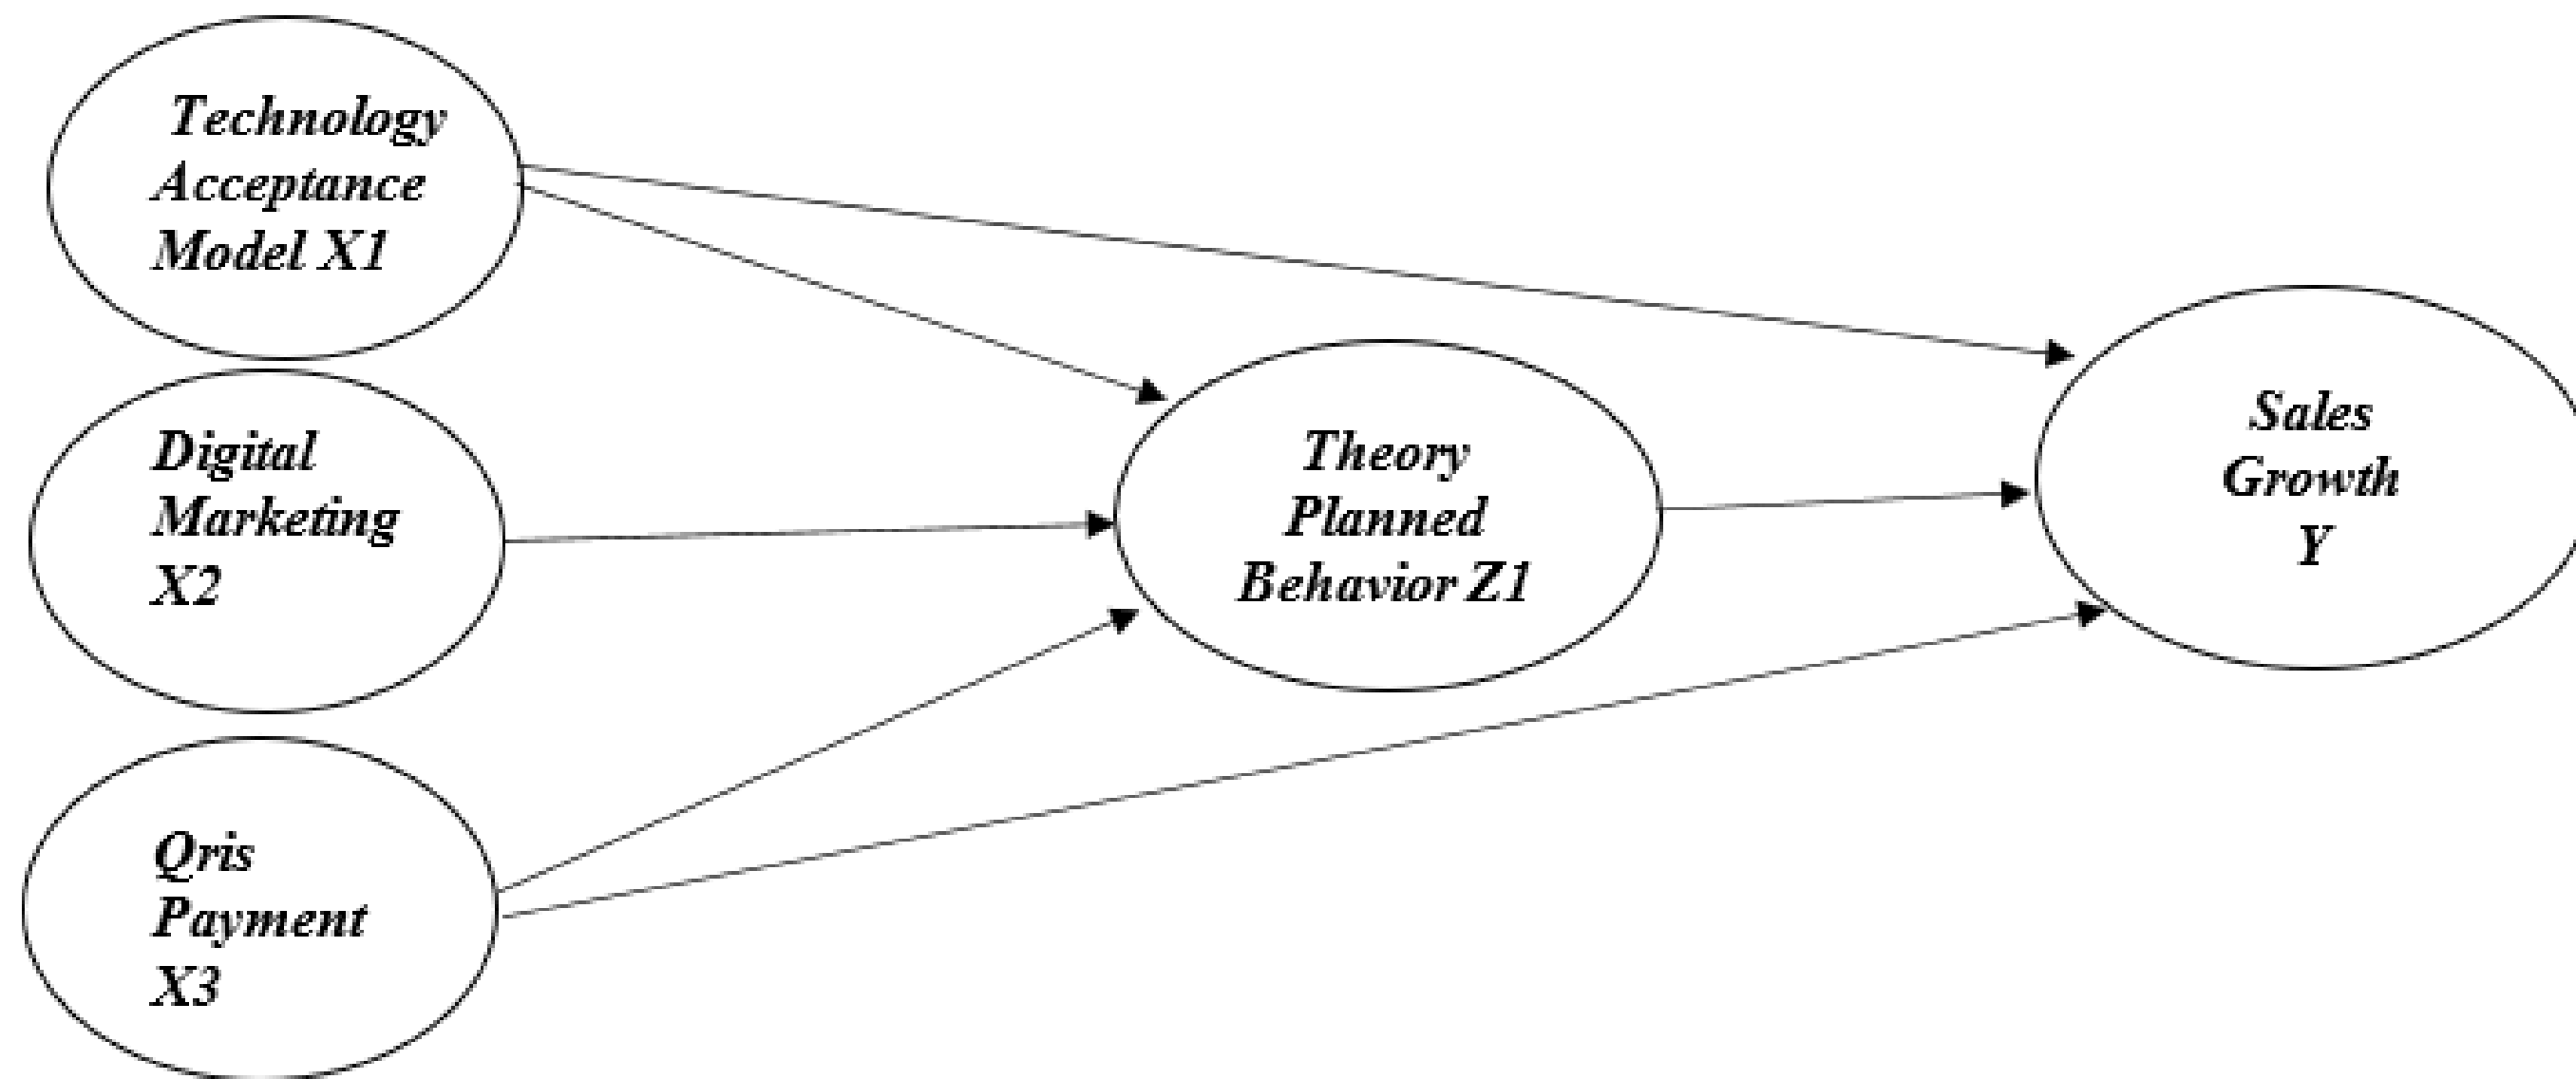 Technology
Acceptance
Model X1
Digital
Marketing
X2
Qris
Payment
X3
Theory
Planned
Behavior Z1
Sales
Growth
Y